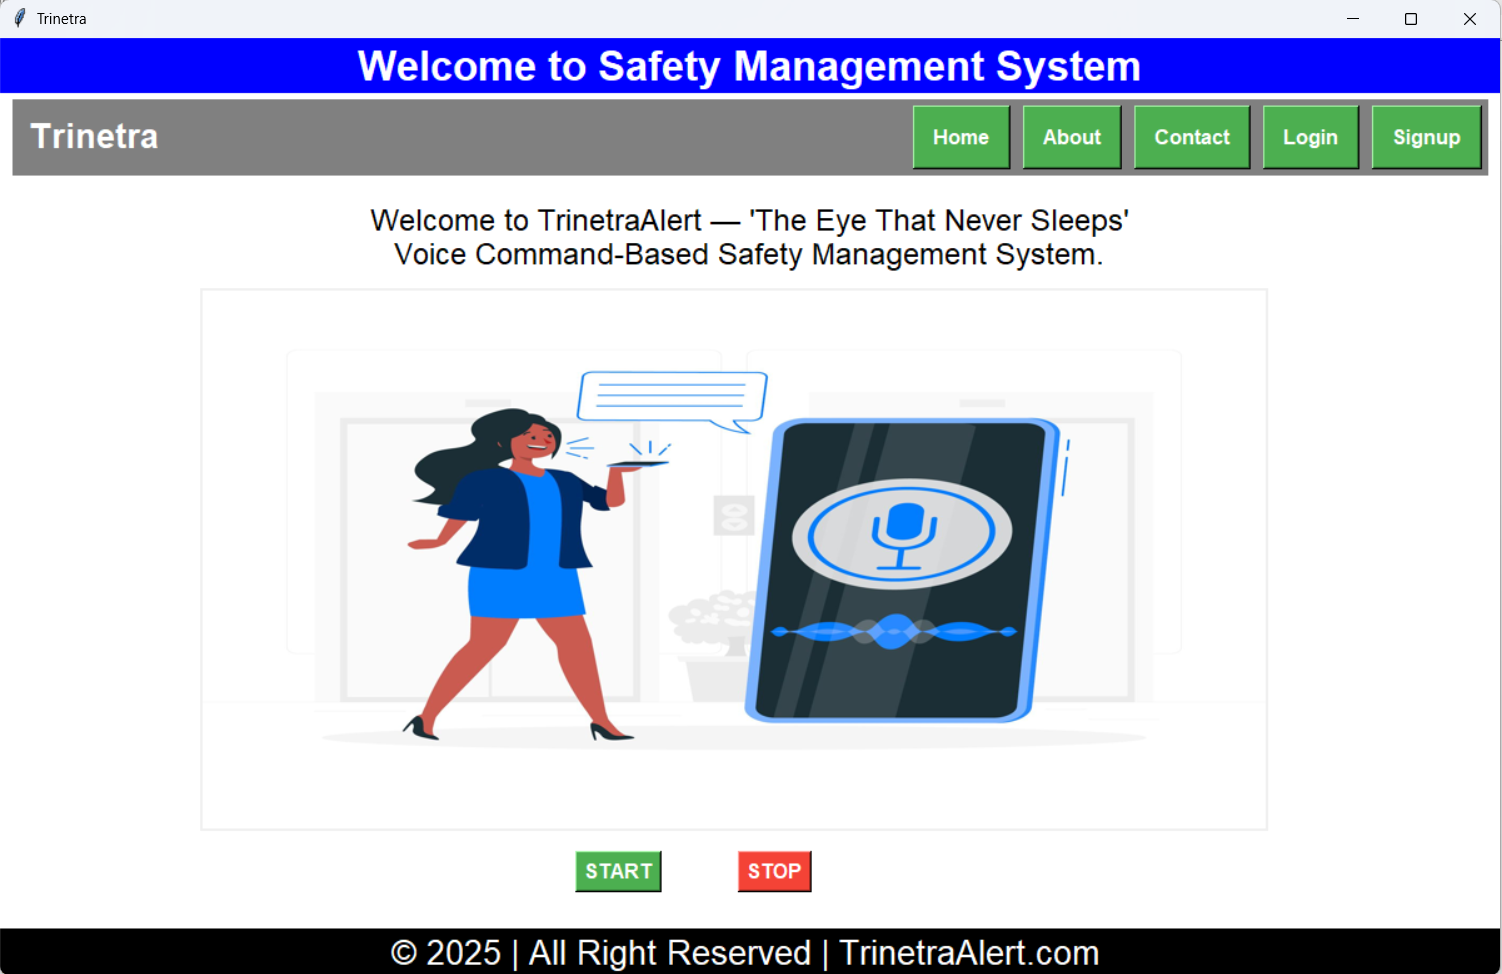 Trinetra
Welcome to Safety Management System
Trinetra
Home
About
Contact
Login
Signup
Welcome to TrinetraAlert — 'The Eye That Never Sleeps'
Voice Command-Based Safety Management System.
START
STOP
© 2025 | All Right Reserved | TrinetraAlert.com